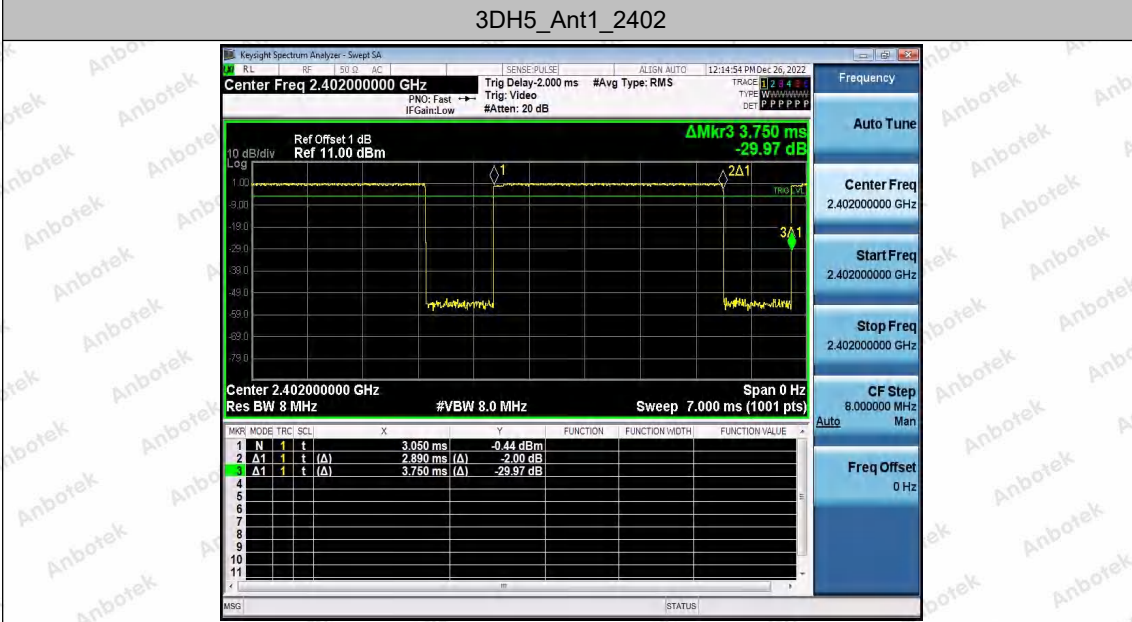 3DH5_Ant1_2402
Keysight Spectrum Analyzer - Swept SA
RL RF 50 Ω AC SENSE:PULSE ALIGN AUTO 12:14:54 PM Dec 26, 2022
Center Freq 2.402000000 GHz
PNO: Fast
IFGain:Low
Trig Delay-2.000 ms
Trig: Video
#Atten: 20 dB
#Avg Type: RMS
TRACE 1 2 3 4 5 6
TYPE WWWWWW
DET P P P P P P
Ref Offset 1 dB
10 dB/div Ref 11.00 dBm
Log
ΔMkr3 3.750 ms
-29.97 dB
1
2Δ1
3Δ1
TRIG LVL
1.00
-9.00
-19.0
-29.0
-39.0
-49.0
-59.0
-69.0
-79.0
Center 2.402000000 GHz Span 0 Hz
Res BW 8 MHz #VBW 8.0 MHz Sweep 7.000 ms (1001 pts)
MKR MODE TRC SCL X Y FUNCTION FUNCTION WIDTH FUNCTION VALUE
1 N 1 t 3.050 ms -0.44 dBm
2 Δ1 1 t (Δ) 2.890 ms (Δ) -2.00 dB
3 Δ1 1 t (Δ) 3.750 ms (Δ) -29.97 dB
4
5
6
7
8
9
10
11
MSG STATUS
Frequency
Auto Tune
Center Freq
2.402000000 GHz
Start Freq
2.402000000 GHz
Stop Freq
2.402000000 GHz
CF Step
8.000000 MHz
Auto Man
Freq Offset
0 Hz
Anbotek